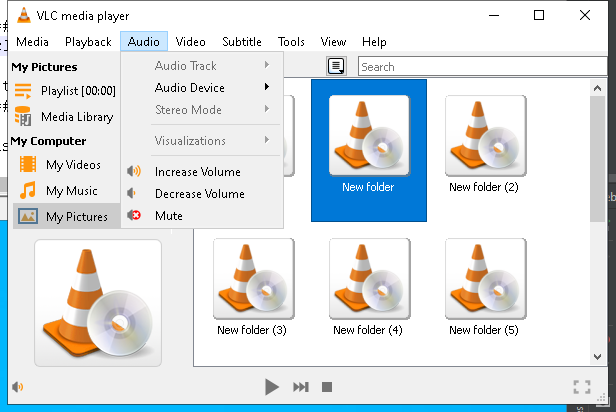 VLC media player
Media Playback Audio Video Subtitle Tools View Help
My Pictures
Playlist [00:00]
Media Library
My Computer
My Videos
My Music
My Pictures
Audio Track
Audio Device
Stereo Mode
Visualizations
Increase Volume
Decrease Volume
Mute
Search
New folder
New folder (2)
New folder (3)
New folder (4)
New folder (5)